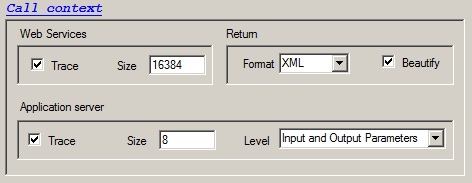 Call context
Web Services Return
Trace Size 16384 Format XML Beautify
Application server
Trace Size 8 Level Input and Output Parameters